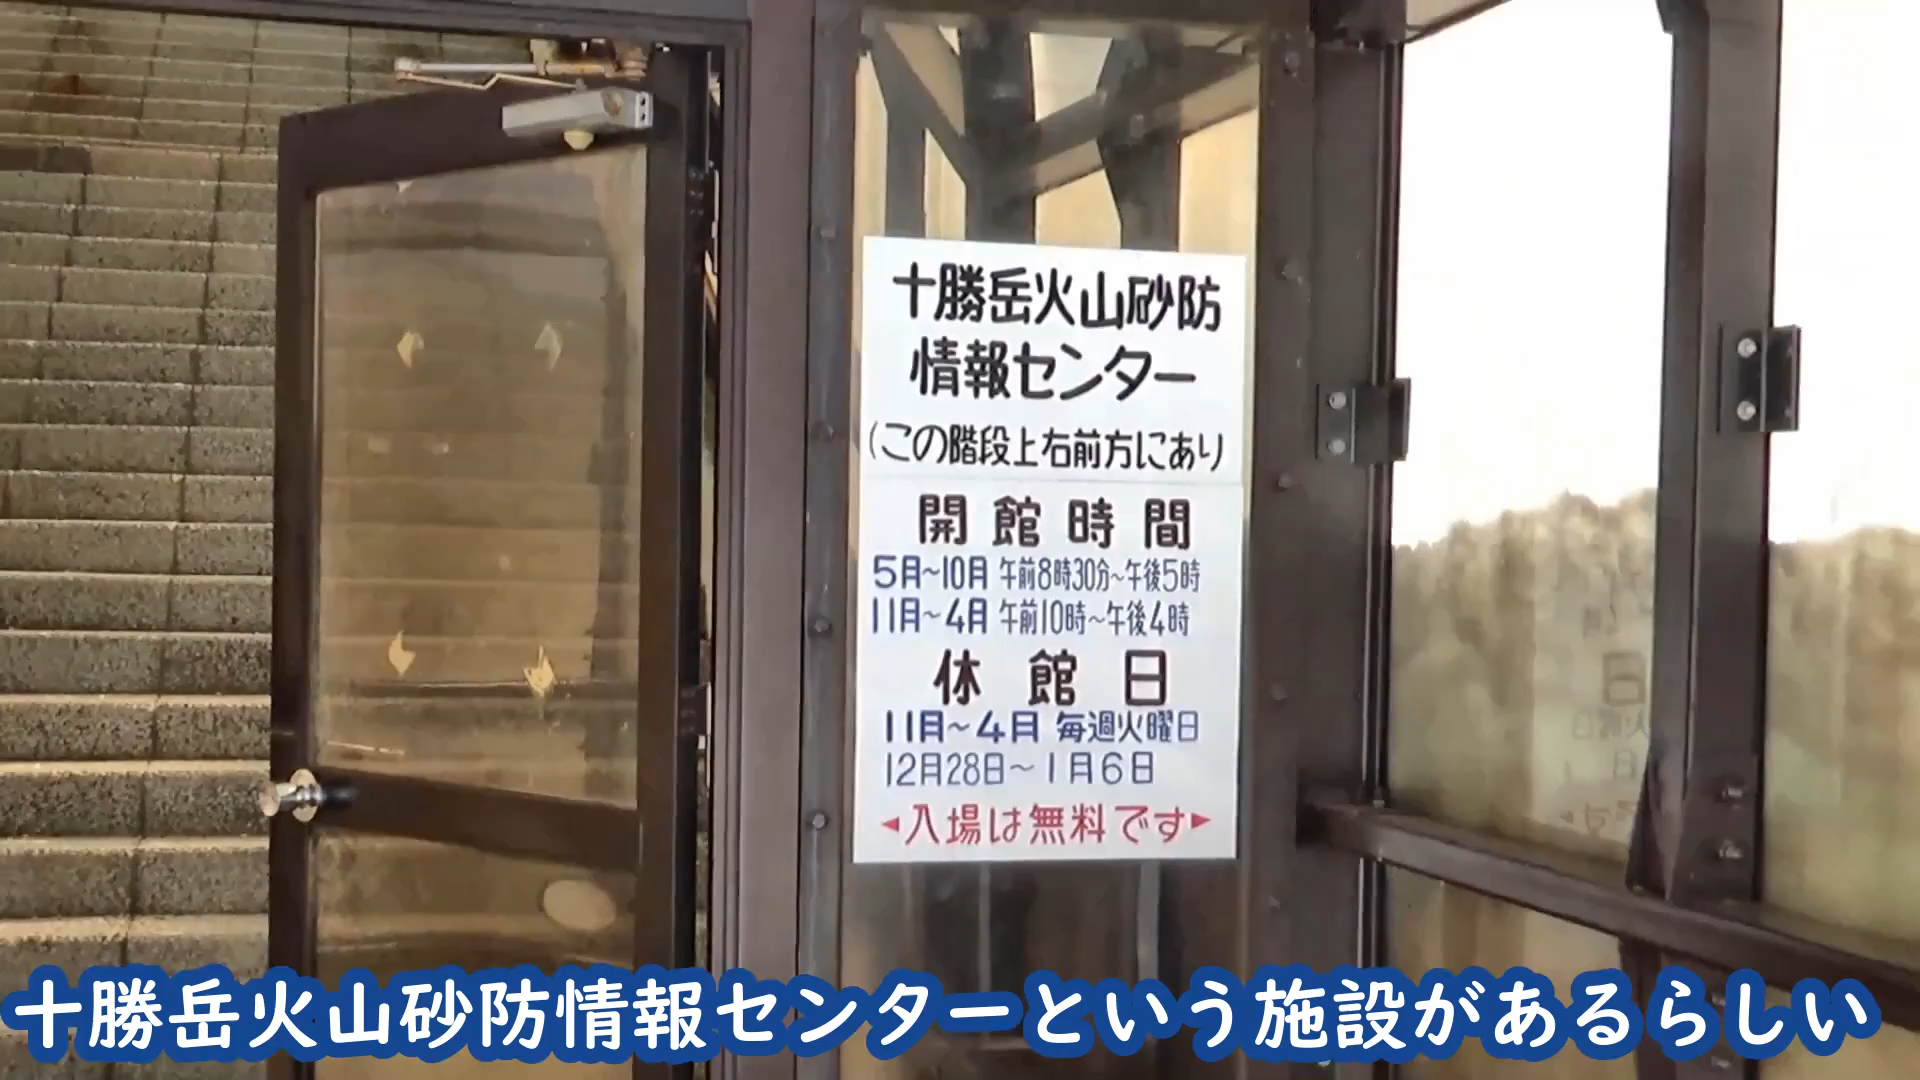 十勝岳火山砂防
情報センター
(この階段上右前方にあり)
開館時間
5月~10月 午前8時30分~午後5時
11月~4月 午前10時~午後4時
休館日
11月~4月 毎週火曜日
12月28日~1月6日
◄入場は無料です►
十勝岳火山砂防情報センターという施設があるらしい